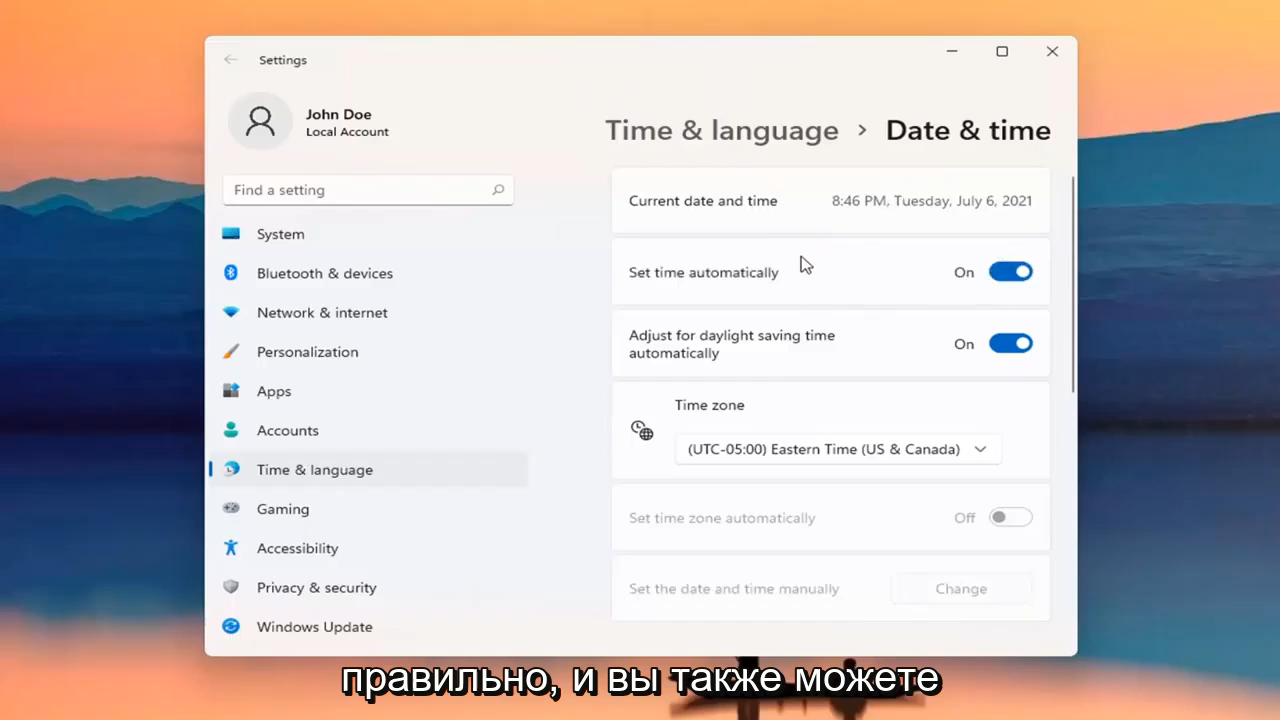 Settings
John Doe
Local Account
Find a setting
System
Bluetooth & devices
Network & internet
Personalization
Apps
Accounts
Time & language
Gaming
Accessibility
Privacy & security
Windows Update
Time & language > Date & time
Current date and time 8:46 PM, Tuesday, July 6, 2021
Set time automatically On
Adjust for daylight saving time
automatically On
Time zone
(UTC-05:00) Eastern Time (US & Canada)
Set time zone automatically Off
Set the date and time manually Change
правильно, и вы также можете